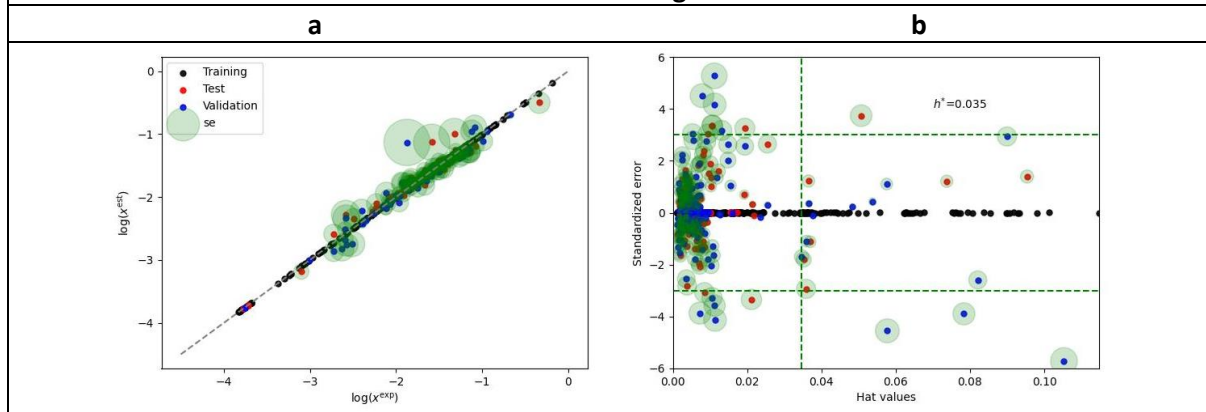 a
b
0
−1
−2
−3
−4
log(x^est)
Training
Test
Validation
se
−4
−3
−2
−1
0
log(x^exp)
6
4
2
0
−2
−4
−6
Standardized error
h*=0.035
0.00
0.02
0.04
0.06
0.08
0.10
Hat values